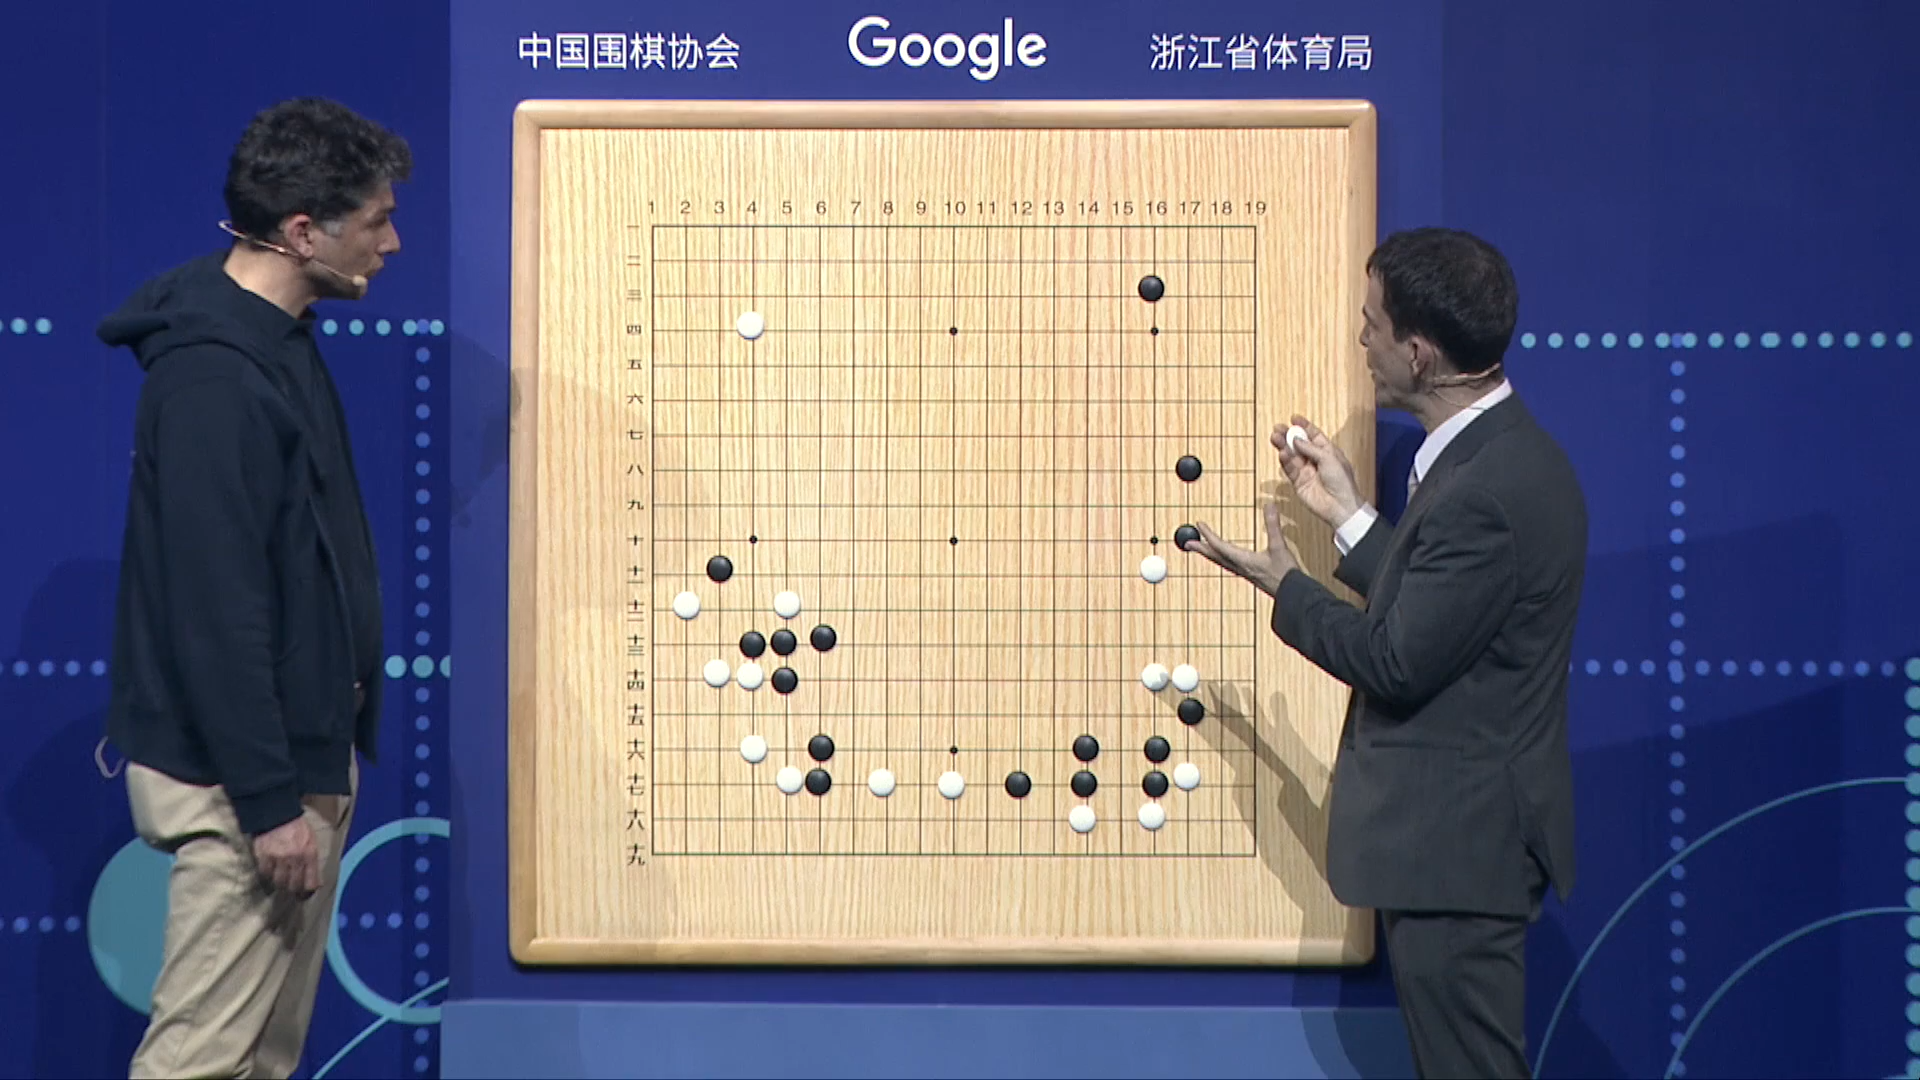 中国围棋协会 Google 浙江省体育局
1 2 3 4 5 6 7 8 9 10 11 12 13 14 15 16 17 18 19
一
二
三
四
五
六
七
八
九
十
十一
十二
十三
十四
十五
十六
十七
十八
十九